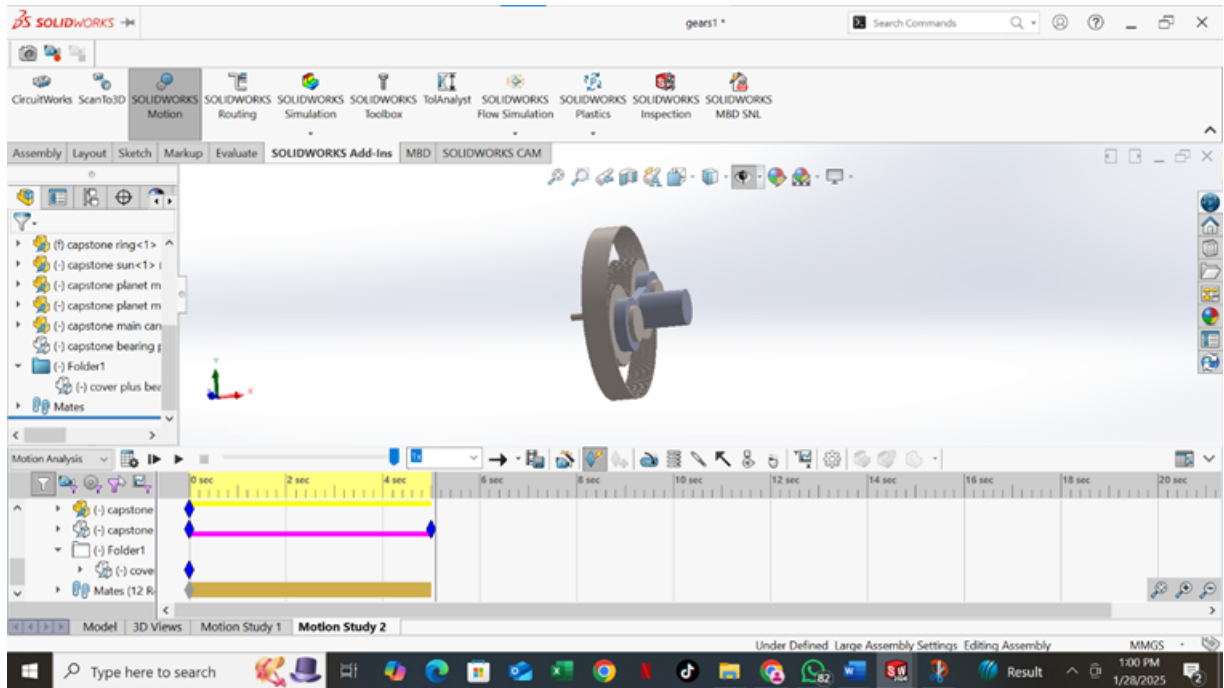 SOLIDWORKS
gears1 *
Search Commands
CircuitWorks
ScanTo3D
SOLIDWORKS Motion
SOLIDWORKS Routing
SOLIDWORKS Simulation
SOLIDWORKS Toolbox
TolAnalyst
SOLIDWORKS Flow Simulation
SOLIDWORKS Plastics
SOLIDWORKS Inspection
SOLIDWORKS MBD SNL
Assembly Layout Sketch Markup Evaluate SOLIDWORKS Add-Ins MBD SOLIDWORKS CAM
(f) capstone ring<1>
(-) capstone sun<1> (
(-) capstone planet m
(-) capstone planet m
(-) capstone main carr
(-) capstone bearing p
(-) Folder1
(-) cover plus bea
Mates
Y
X
Motion Analysis
1x
0 sec 2 sec 4 sec 6 sec 8 sec 10 sec 12 sec 14 sec 16 sec 18 sec 20 sec
(-) capstone
(-) capstone
(-) Folder1
(-) cove
Mates (12 R
Model 3D Views Motion Study 1 Motion Study 2
Under Defined Large Assembly Settings Editing Assembly MMGS
Type here to search
82
Result
1:00 PM
1/28/2025
2